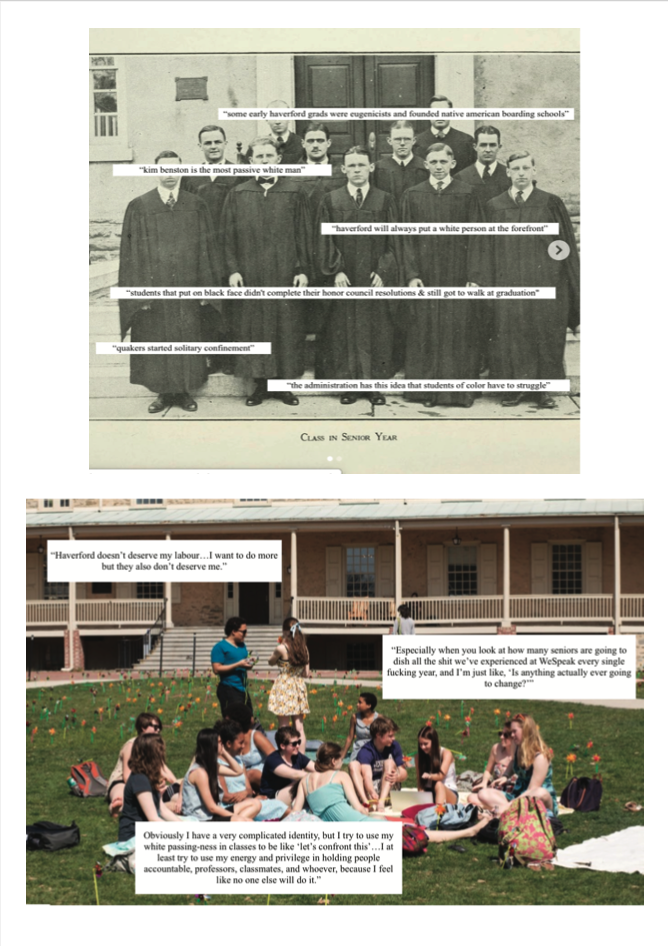 “some early haverford grads were eugenicists and founded native american boarding schools”
“kim benston is the most passive white man”
“haverford will always put a white person at the forefront”
“students that put on black face didn't complete their honor council resolutions & still got to walk at graduation”
“quakers started solitary confinement”
“the administration has this idea that students of color have to struggle”
Class in Senior Year
“Haverford doesn’t deserve my labour…I want to do more
but they also don’t deserve me.”
“Especially when you look at how many seniors are going to
dish all the shit we’ve experienced at WeSpeak every single
fucking year, and I’m just like, ‘Is anything actually ever going
to change?’”
Obviously I have a very complicated identity, but I try to use my
white passing-ness in classes to be like ‘let’s confront this’…I at
least try to use my energy and privilege in holding people
accountable, professors, classmates, and whoever, because I feel
like no one else will do it.”